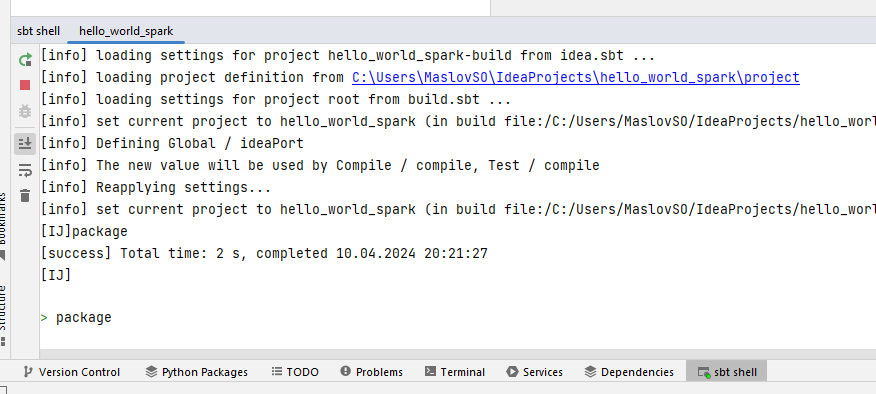 sbt shell hello_world_spark
[info] loading settings for project hello_world_spark-build from idea.sbt ...
[info] loading project definition from C:\Users\MaslovSO\IdeaProjects\hello_world_spark\project
[info] loading settings for project root from build.sbt ...
[info] set current project to hello_world_spark (in build file:/C:/Users/MaslovSO/IdeaProjects/hello_worl
[info] Defining Global / ideaPort
[info] The new value will be used by Compile / compile, Test / compile
[info] Reapplying settings...
[info] set current project to hello_world_spark (in build file:/C:/Users/MaslovSO/IdeaProjects/hello_worl
[IJ]package
[success] Total time: 2 s, completed 10.04.2024 20:21:27
[IJ]
> package
Bookmarks
Structure
Version Control Python Packages TODO Problems Terminal Services Dependencies sbt shell